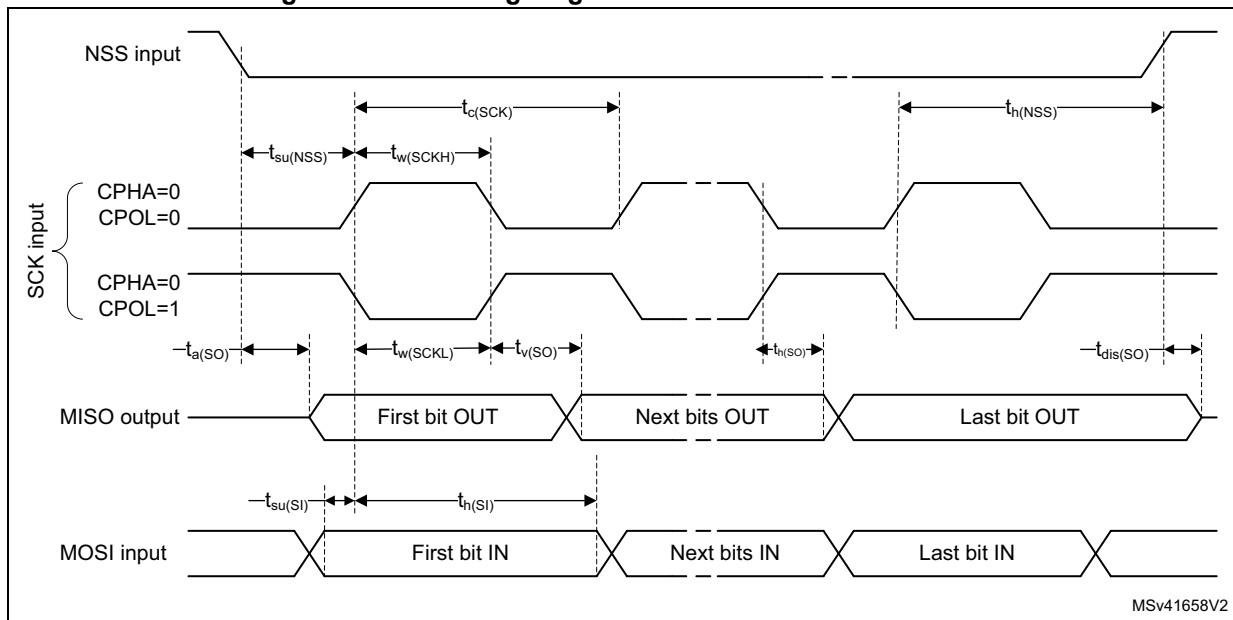 NSS input
tc(SCK)
th(NSS)
tsu(NSS) tw(SCKH)
SCK input
CPHA=0
CPOL=0
CPHA=0
CPOL=1
ta(SO) tw(SCKL) tv(SO) th(SO) tdis(SO)
MISO output First bit OUT Next bits OUT Last bit OUT
tsu(SI) th(SI)
MOSI input First bit IN Next bits IN Last bit IN
MSv41658V2